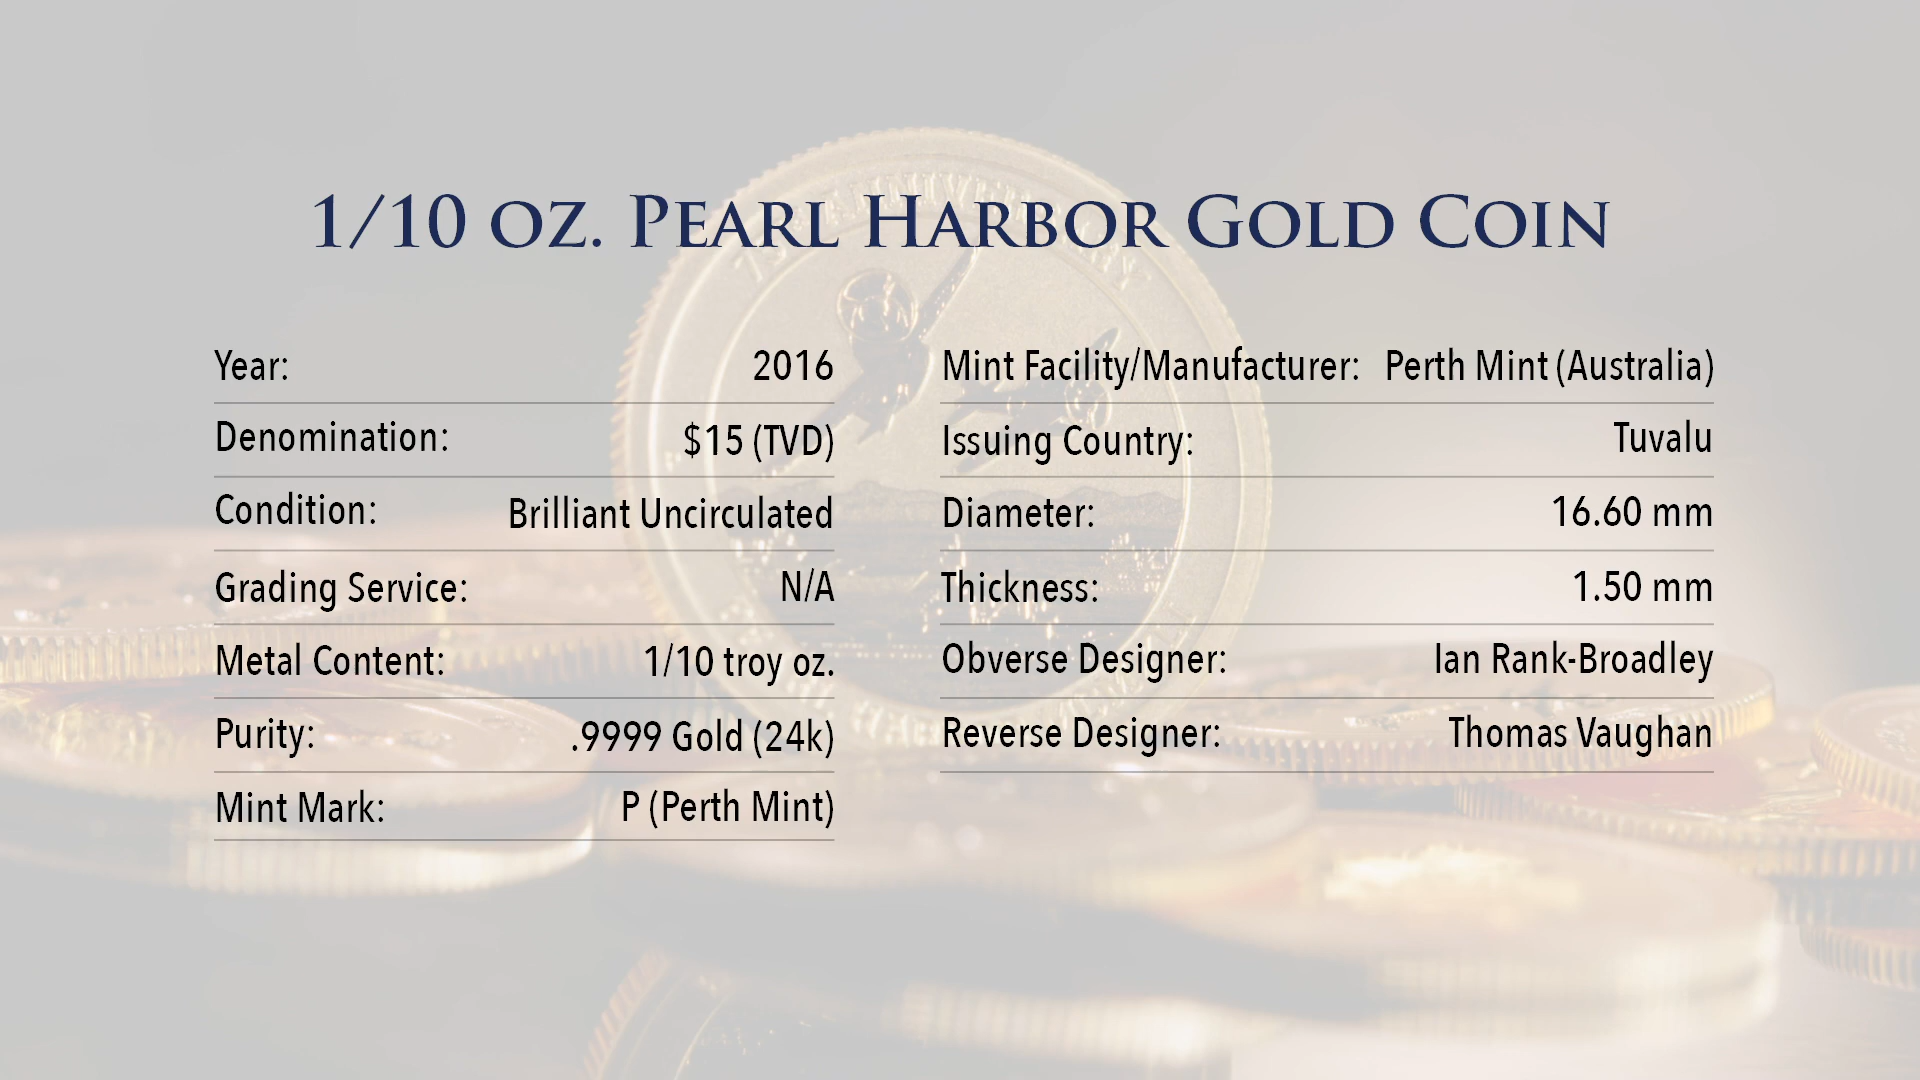 1/10 OZ. PEARL HARBOR GOLD COIN
Year: 2016
Denomination: $15 (TVD)
Condition: Brilliant Uncirculated
Grading Service: N/A
Metal Content: 1/10 troy oz.
Purity: .9999 Gold (24k)
Mint Mark: P (Perth Mint)
Mint Facility/Manufacturer: Perth Mint (Australia)
Issuing Country: Tuvalu
Diameter: 16.60 mm
Thickness: 1.50 mm
Obverse Designer: Ian Rank-Broadley
Reverse Designer: Thomas Vaughan